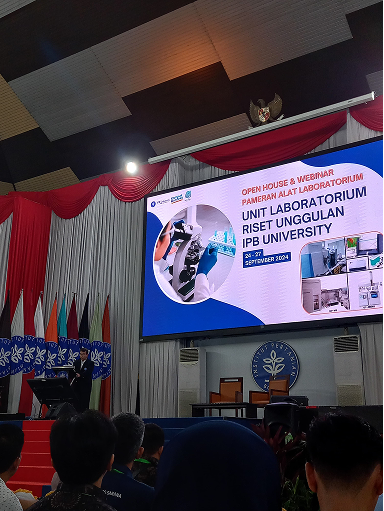 OPEN HOUSE & WEBINAR
PAMERAN ALAT LABORATORIUM
UNIT LABORATORIUM
RISET UNGGULAN
IPB UNIVERSITY
24 - 27
SEPTEMBER 2024